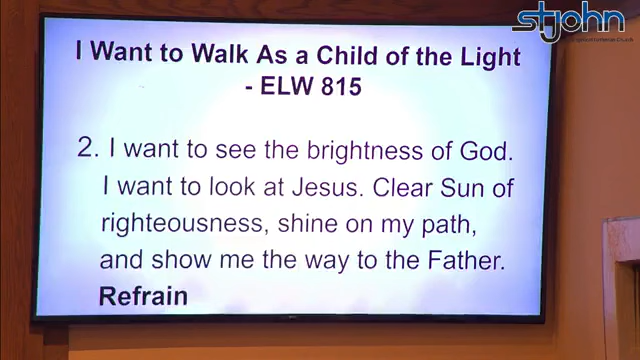 stjohn
I Want to Walk As a Child of the Light
- ELW 815
2. I want to see the brightness of God.
I want to look at Jesus. Clear Sun of
righteousness, shine on my path,
and show me the way to the Father.
Refrain